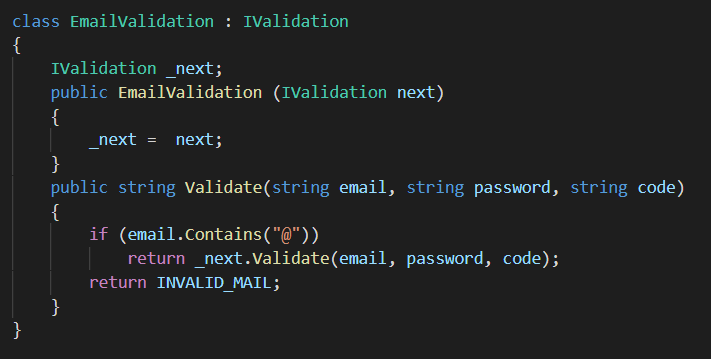 class EmailValidation : IValidation
{
    IValidation _next;
    public EmailValidation (IValidation next)
    {
        _next =  next;
    }
    public string Validate(string email, string password, string code)
    {
        if (email.Contains("@"))
            return _next.Validate(email, password, code);
        return INVALID_MAIL;
    }
}